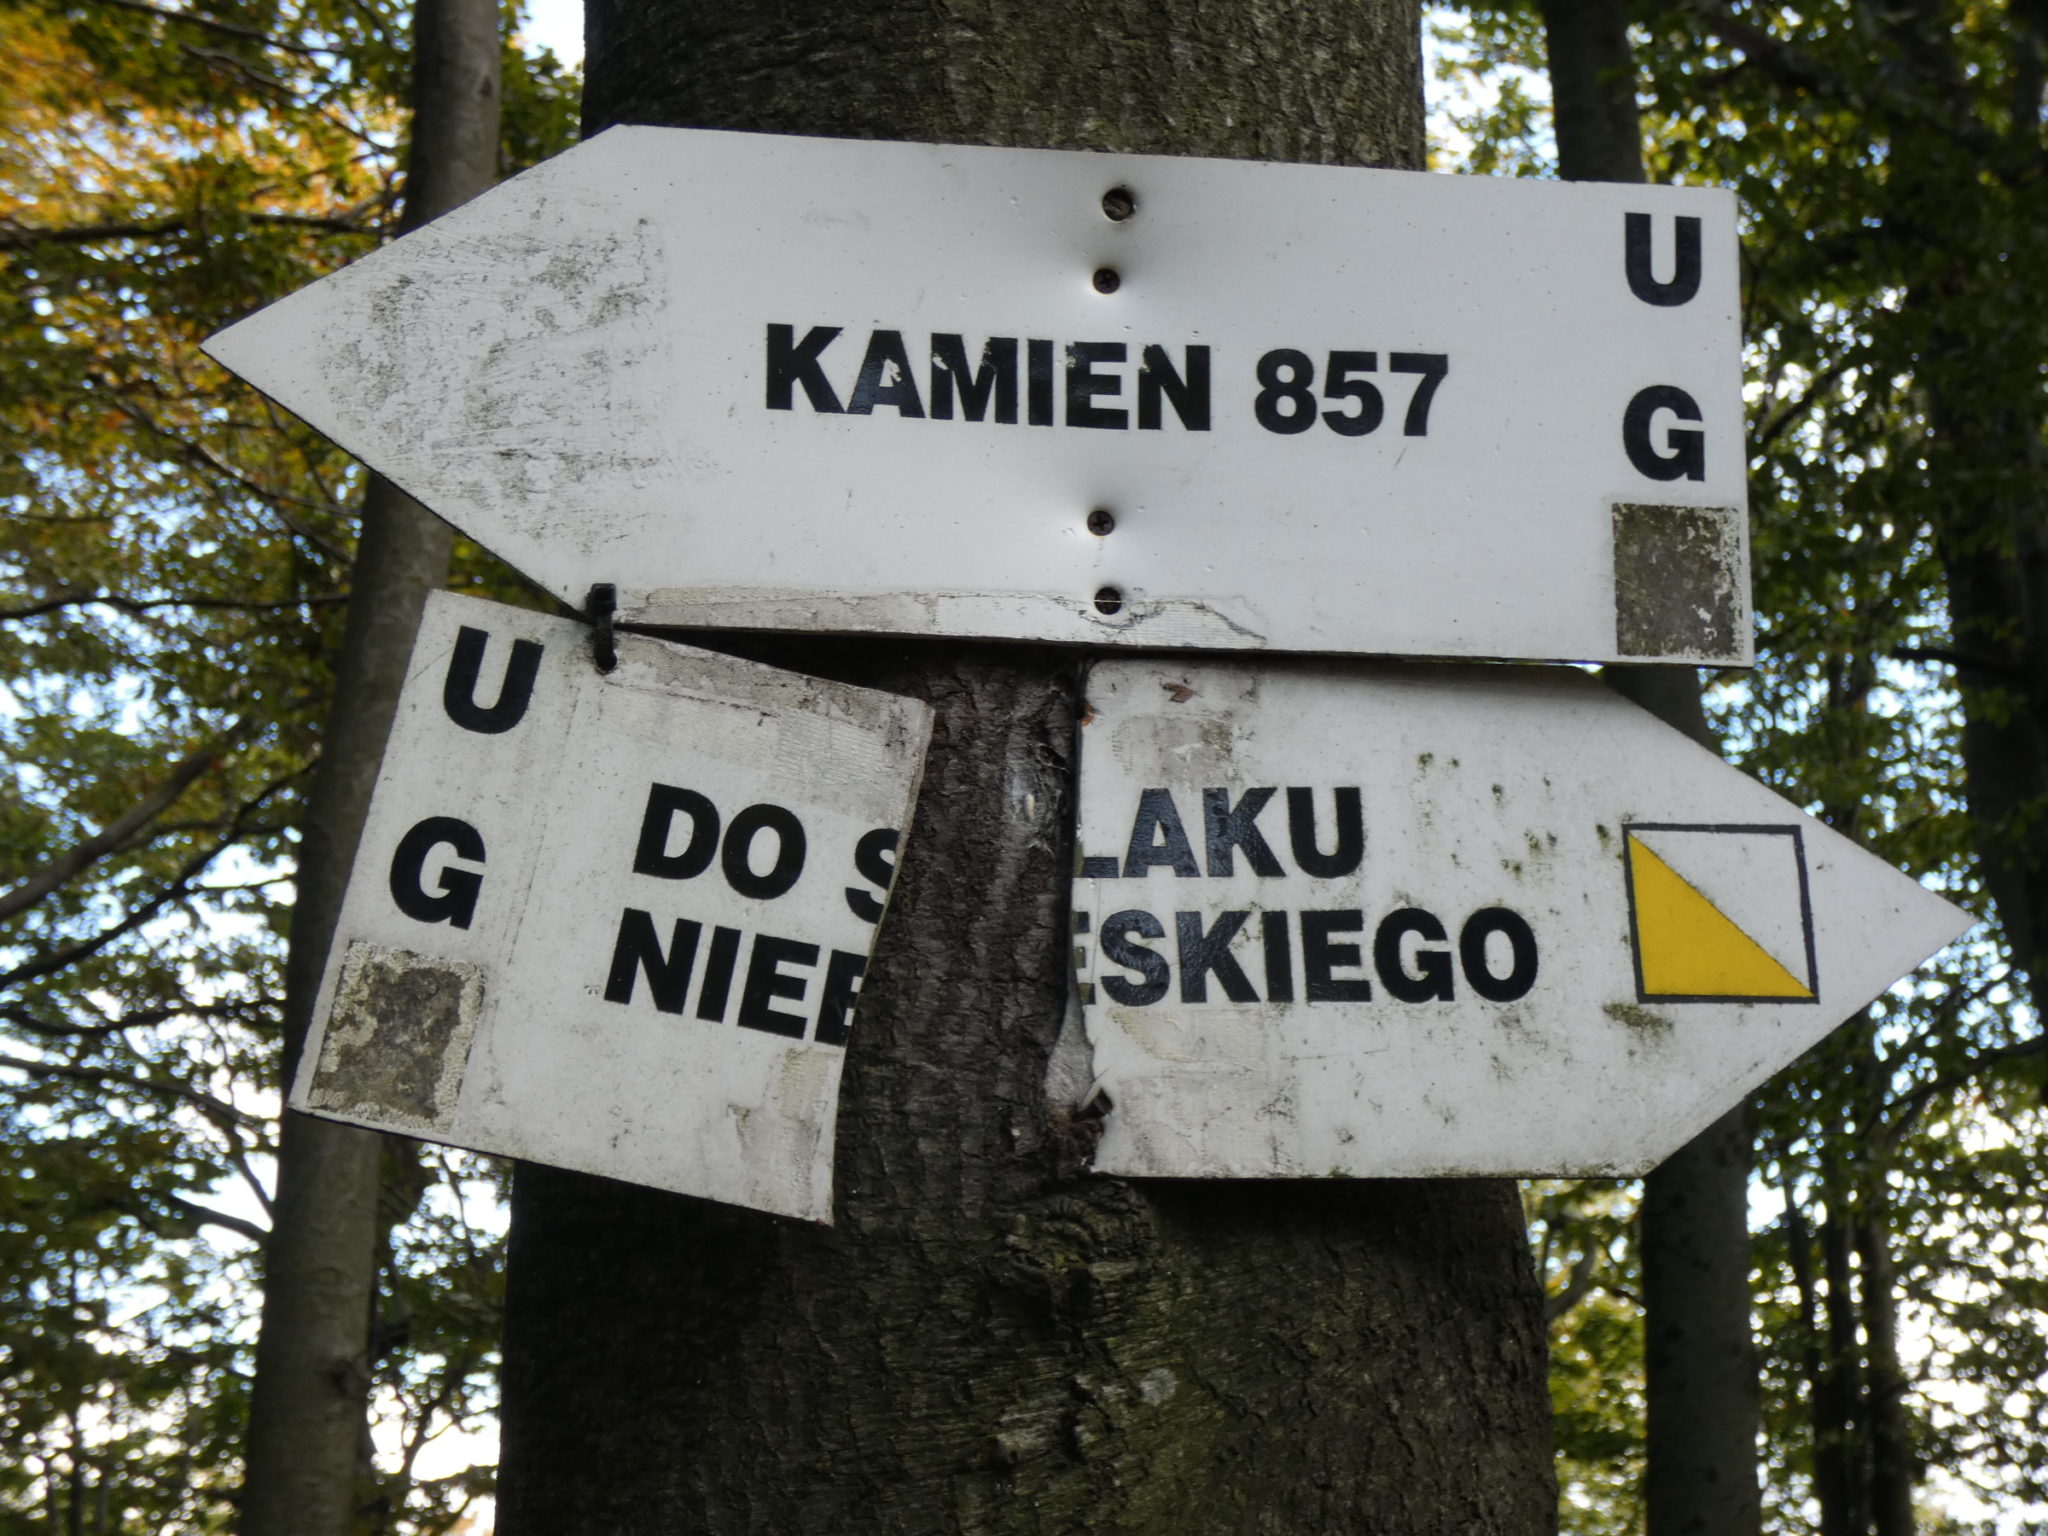 KAMIEN 857
U
G
U
G
DO S LAKU
NIEB ESKIEGO